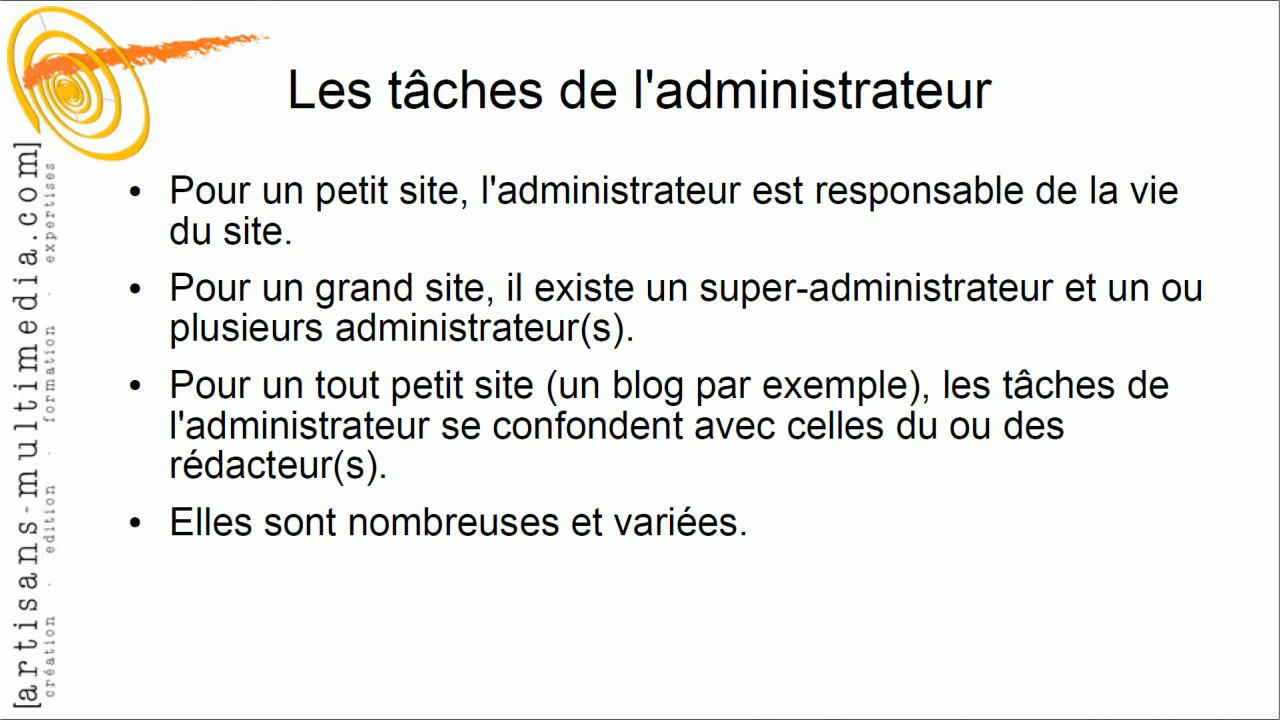 Les tâches de l'administrateur
• Pour un petit site, l'administrateur est responsable de la vie
du site.
• Pour un grand site, il existe un super-administrateur et un ou
plusieurs administrateur(s).
• Pour un tout petit site (un blog par exemple), les tâches de
l'administrateur se confondent avec celles du ou des
rédacteur(s).
• Elles sont nombreuses et variées.
[artisans-multimedia.com]
création . edition . formation . expertises